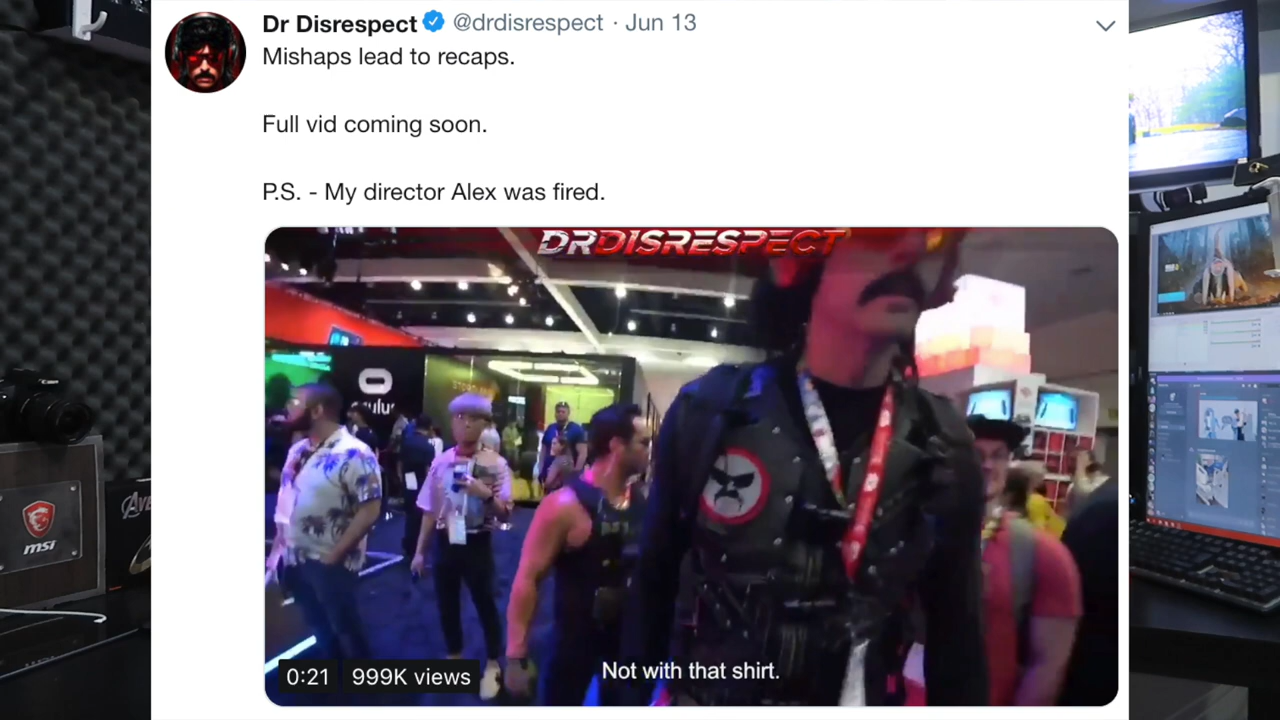 Dr Disrespect @drdisrespect · Jun 13
Mishaps lead to recaps.
Full vid coming soon.
P.S. - My director Alex was fired.
DRDISRESPECT
Not with that shirt.
0:21 999K views
msi